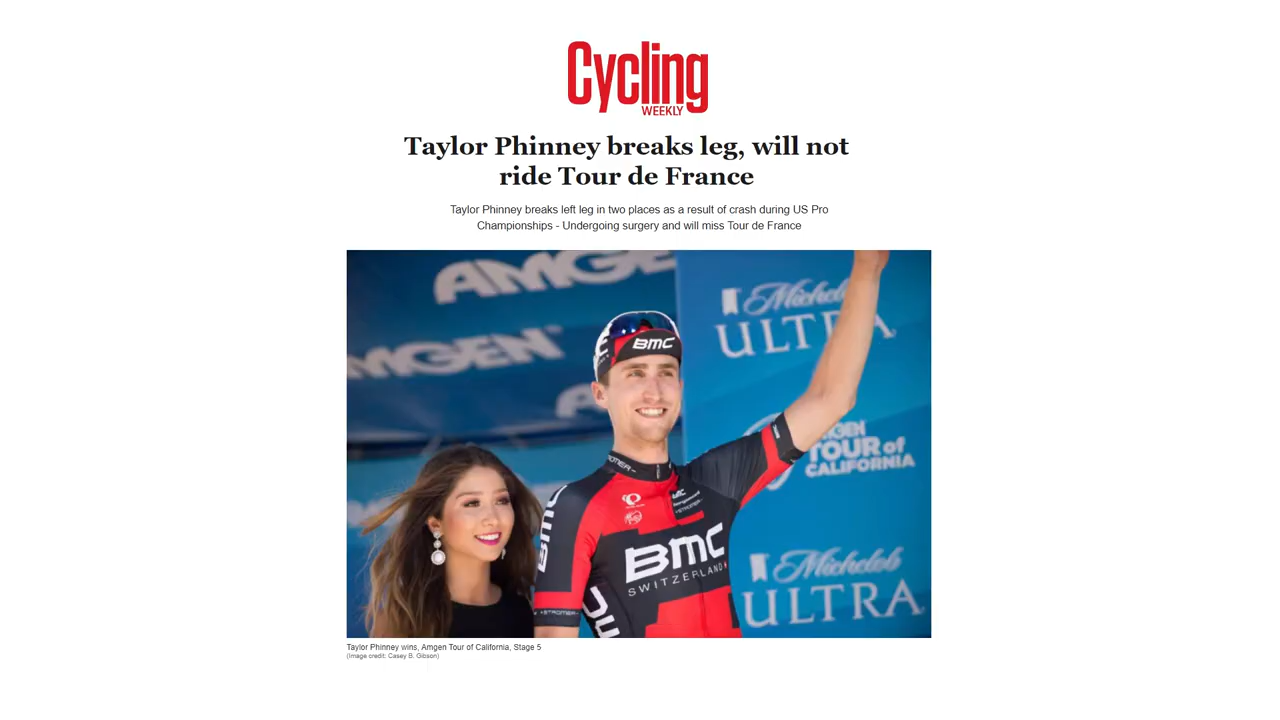 Cycling
WEEKLY
Taylor Phinney breaks leg, will not
ride Tour de France
Taylor Phinney breaks left leg in two places as a result of crash during US Pro
Championships - Undergoing surgery and will miss Tour de France
AMGEN
Michelob
ULTRA
MGEN
BMC
TOUR of
CALIFORNIA
BMC
BMC
SWITZERLAND
STROMER
Michelob
ULTRA
Taylor Phinney wins, Amgen Tour of California, Stage 5
(Image credit: Casey B. Gibson)